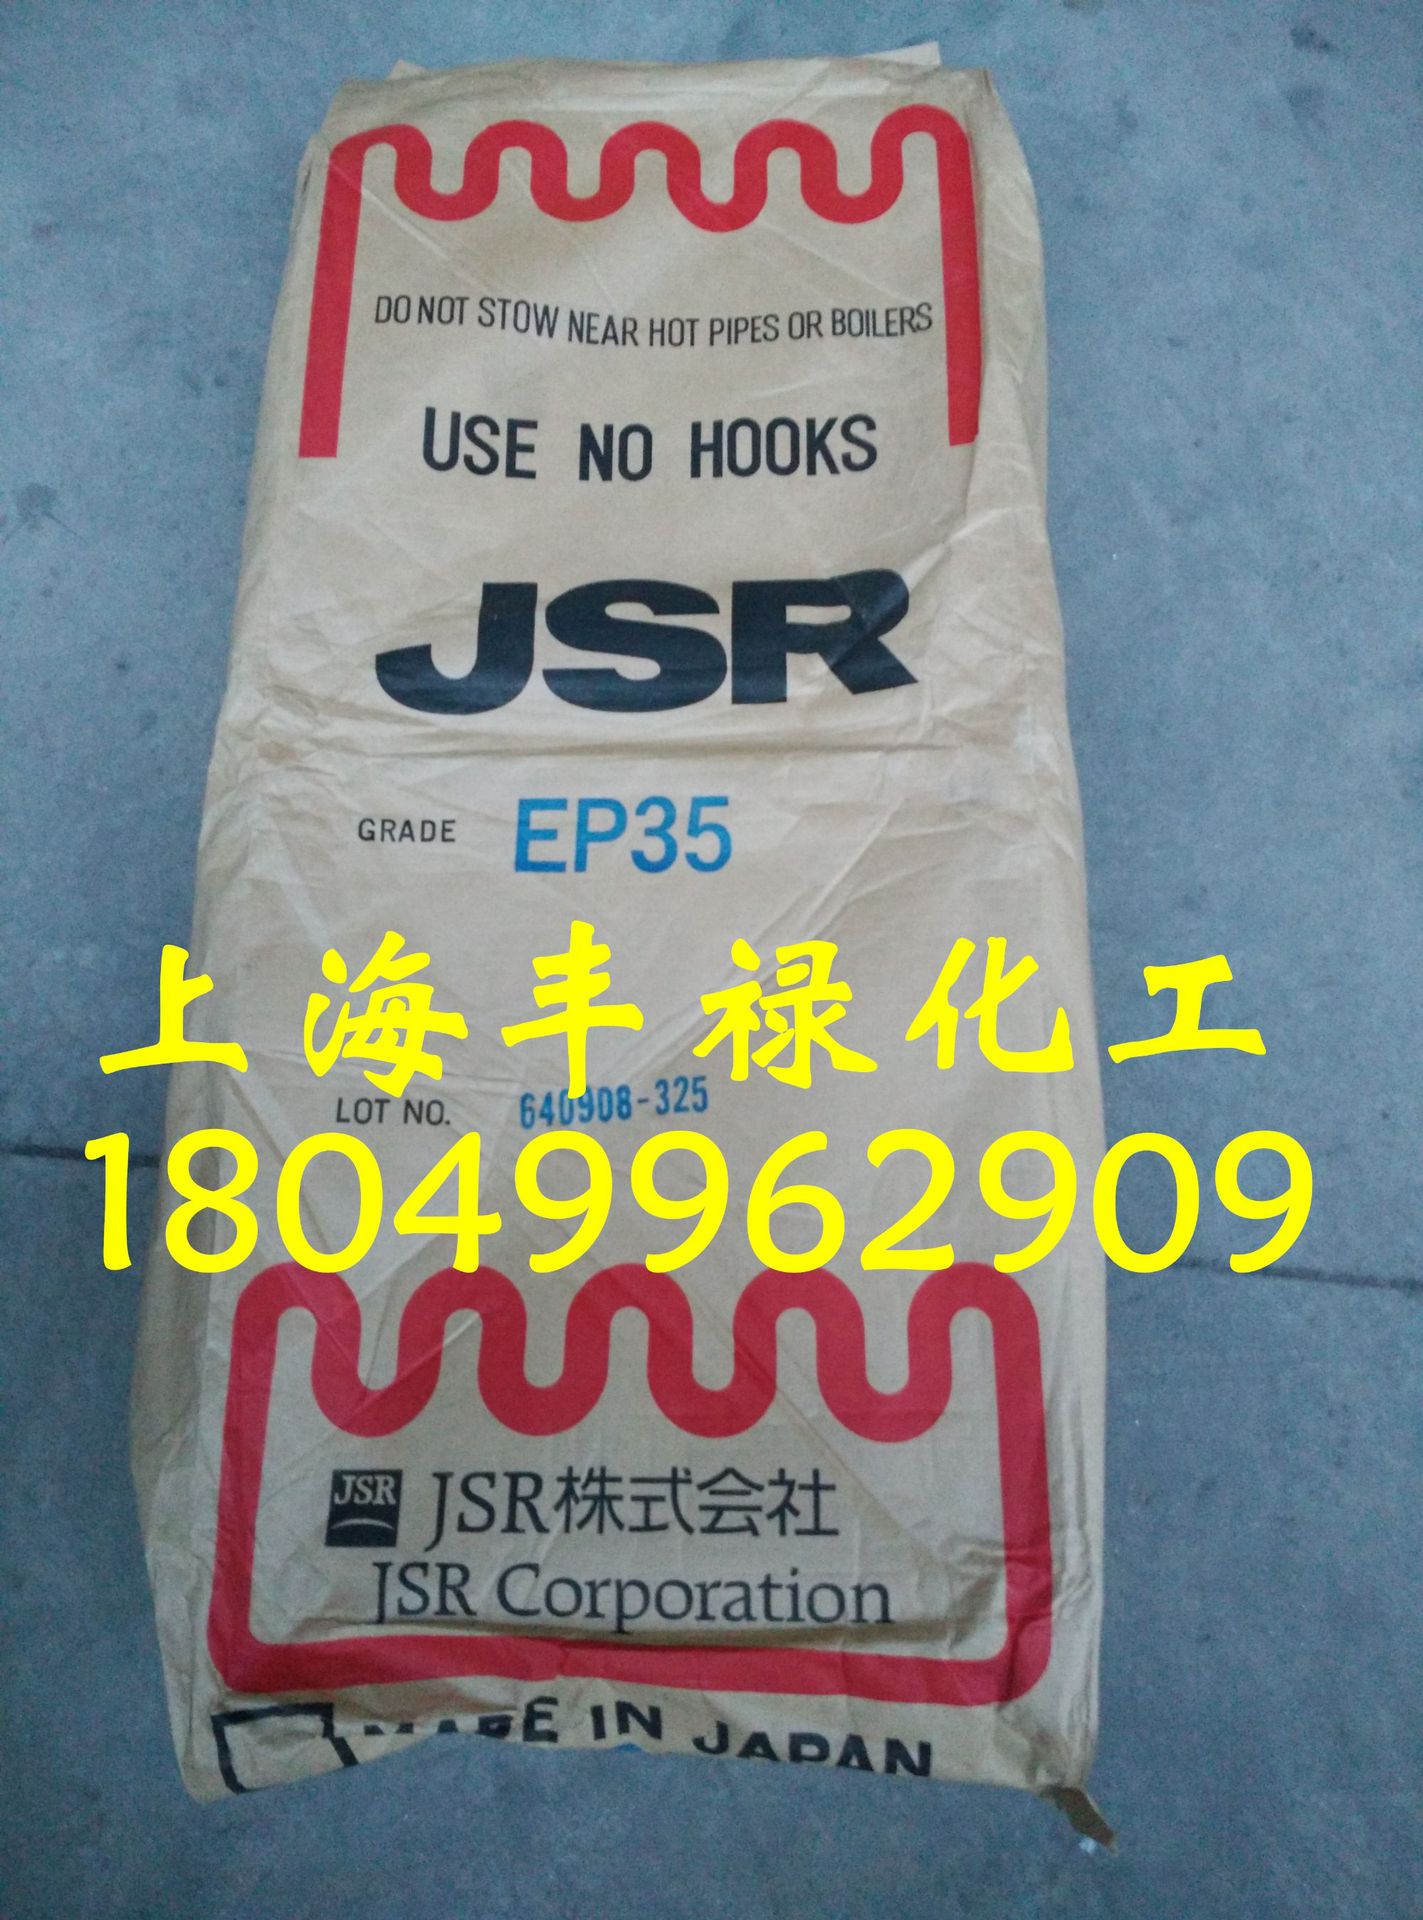 DO NOT STOW NEAR HOT PIPES OR BOILERS
USE NO HOOKS
JSR
GRADE EP35
上海丰禄化工
LOT NO. 640908-325
18049962909
JSR JSR株式会社
JSR Corporation
MADE IN JAPAN